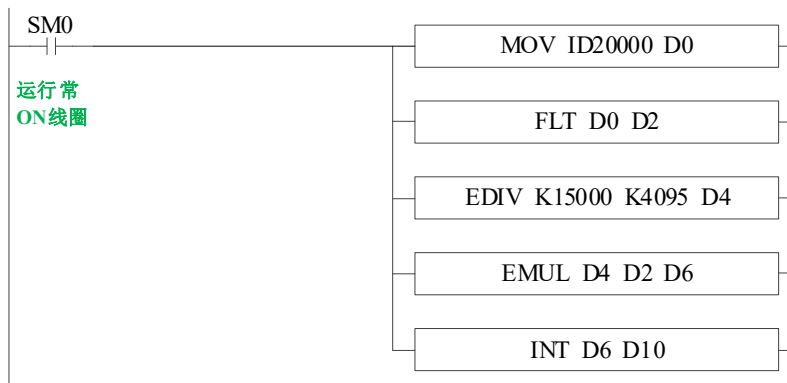 SM0
运行常
ON线圈
MOV ID20000 D0
FLT D0 D2
EDIV K15000 K4095 D4
EMUL D4 D2 D6
INT D6 D10